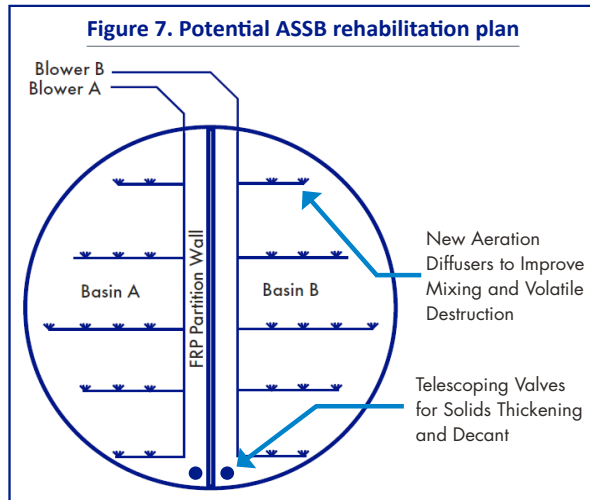 Figure 7. Potential ASSB rehabilitation plan
Blower B
Blower A
Basin A
FRP Partition Wall
Basin B
New Aeration
Diffusers to Improve
Mixing and Volatile
Destruction
Telescoping Valves
for Solids Thickening
and Decant